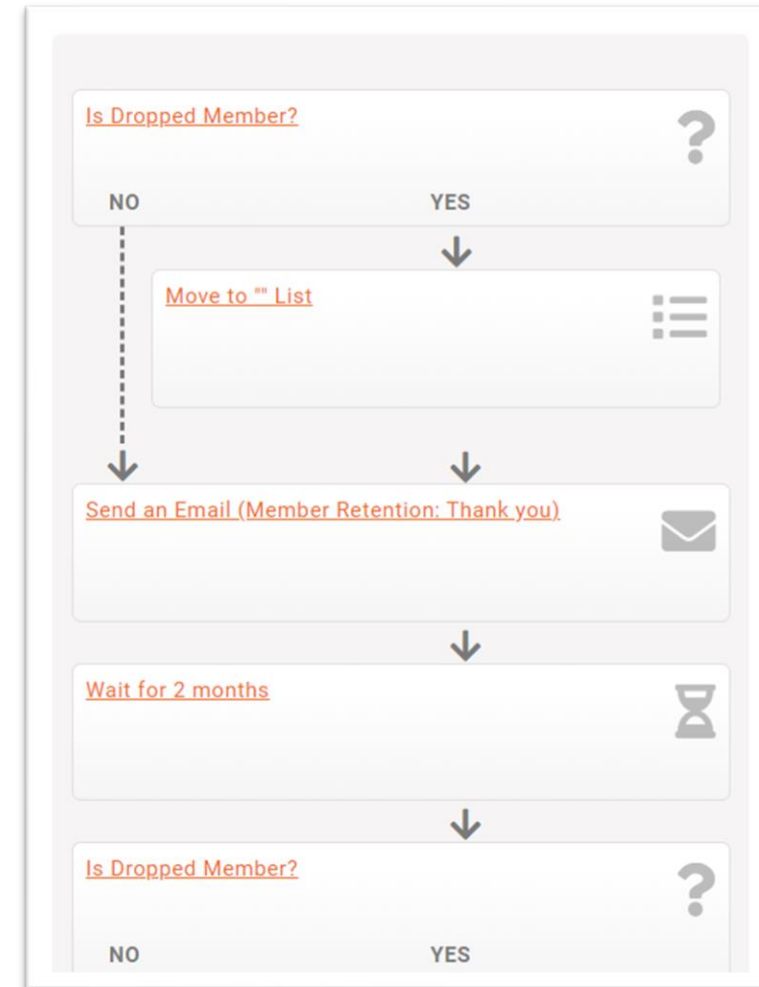 Is Dropped Member?
NO YES
Move to "" List
Send an Email (Member Retention: Thank you)
Wait for 2 months
Is Dropped Member?
NO YES